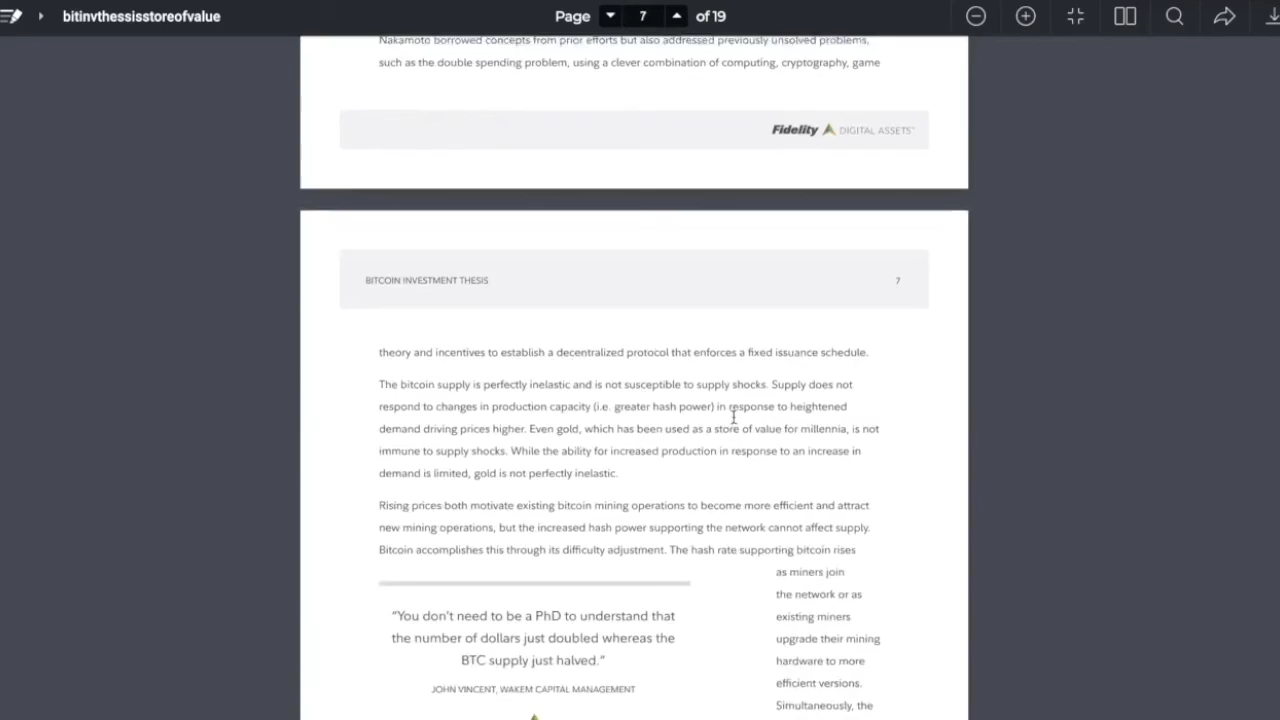 bitinvthessisstoreofvalue
Page 7 of 19
Nakamoto borrowed concepts from prior efforts but also addressed previously unsolved problems,
such as the double spending problem, using a clever combination of computing, cryptography, game
Fidelity DIGITAL ASSETS℠
BITCOIN INVESTMENT THESIS 7
theory and incentives to establish a decentralized protocol that enforces a fixed issuance schedule.
The bitcoin supply is perfectly inelastic and is not susceptible to supply shocks. Supply does not
respond to changes in production capacity (i.e. greater hash power) in response to heightened
demand driving prices higher. Even gold, which has been used as a store of value for millennia, is not
immune to supply shocks. While the ability for increased production in response to an increase in
demand is limited, gold is not perfectly inelastic.
Rising prices both motivate existing bitcoin mining operations to become more efficient and attract
new mining operations, but the increased hash power supporting the network cannot affect supply.
Bitcoin accomplishes this through its difficulty adjustment. The hash rate supporting bitcoin rises
as miners join
the network or as
existing miners
upgrade their mining
hardware to more
efficient versions.
Simultaneously, the
“You don’t need to be a PhD to understand that
the number of dollars just doubled whereas the
BTC supply just halved.”
JOHN VINCENT, WAKEM CAPITAL MANAGEMENT